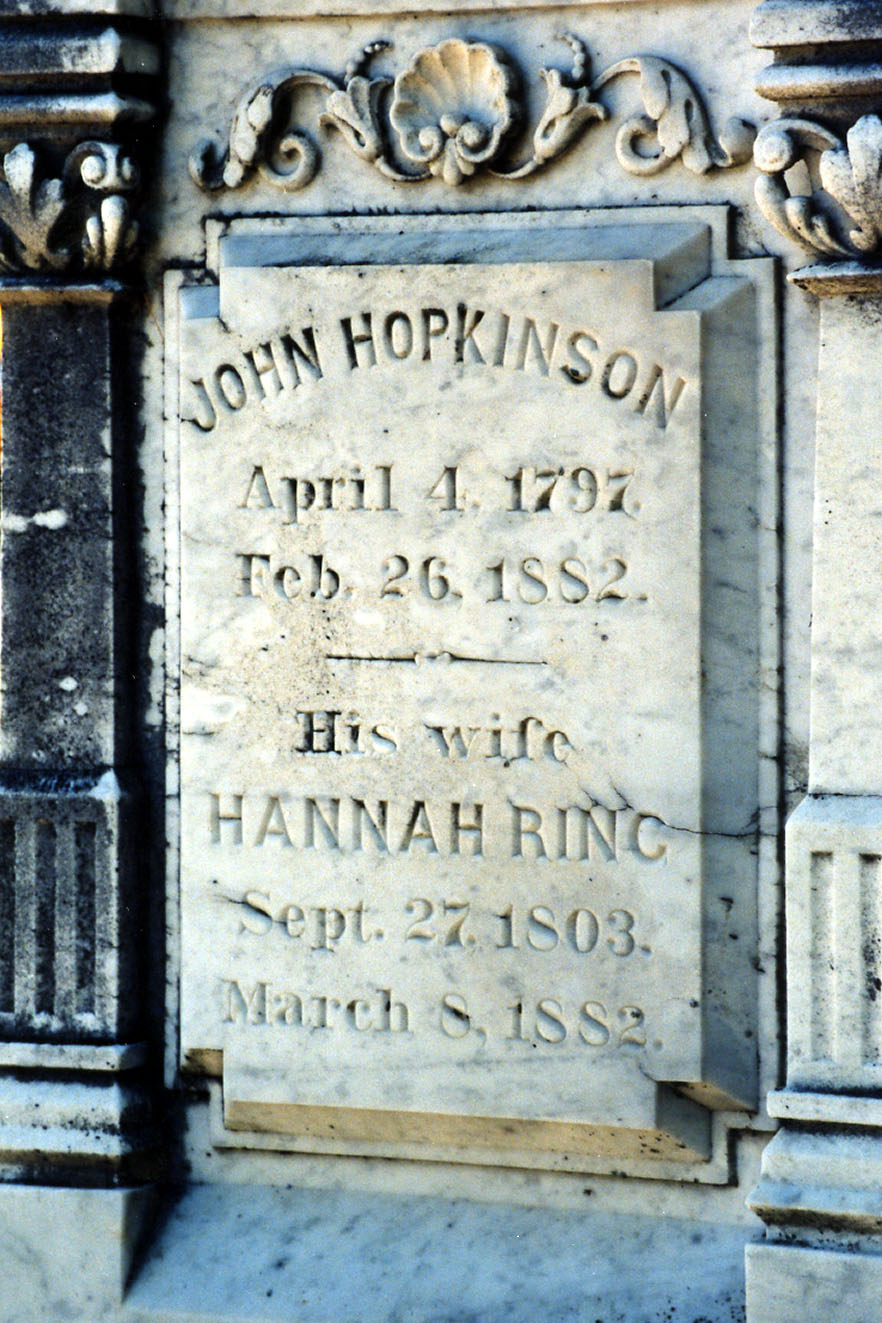 JOHN HOPKINSON
April 4, 1797.
Feb. 26, 1882.
His wife
HANNAH RING
Sept. 27, 1803.
March 8, 1882.